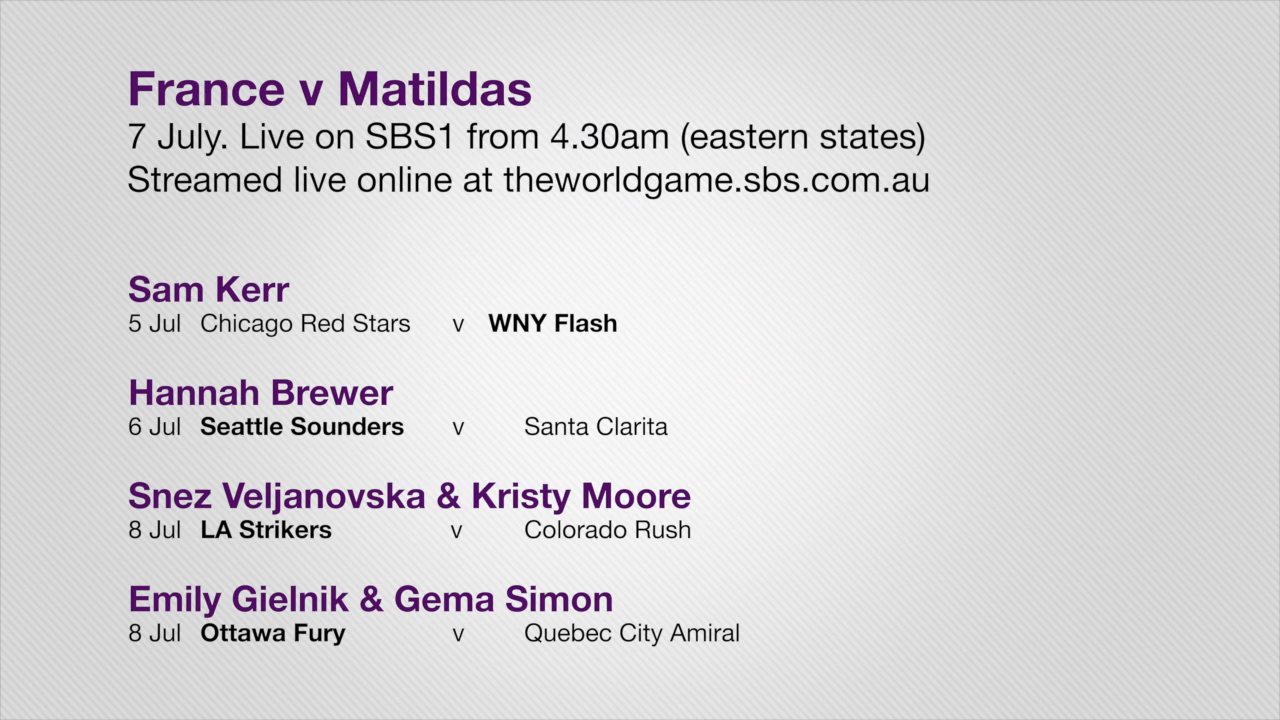 France v Matildas
7 July. Live on SBS1 from 4.30am (eastern states)
Streamed live online at theworldgame.sbs.com.au
Sam Kerr
5 Jul Chicago Red Stars v WNY Flash
Hannah Brewer
6 Jul Seattle Sounders v Santa Clarita
Snez Veljanovska & Kristy Moore
8 Jul LA Strikers v Colorado Rush
Emily Gielnik & Gema Simon
8 Jul Ottawa Fury v Quebec City Amiral